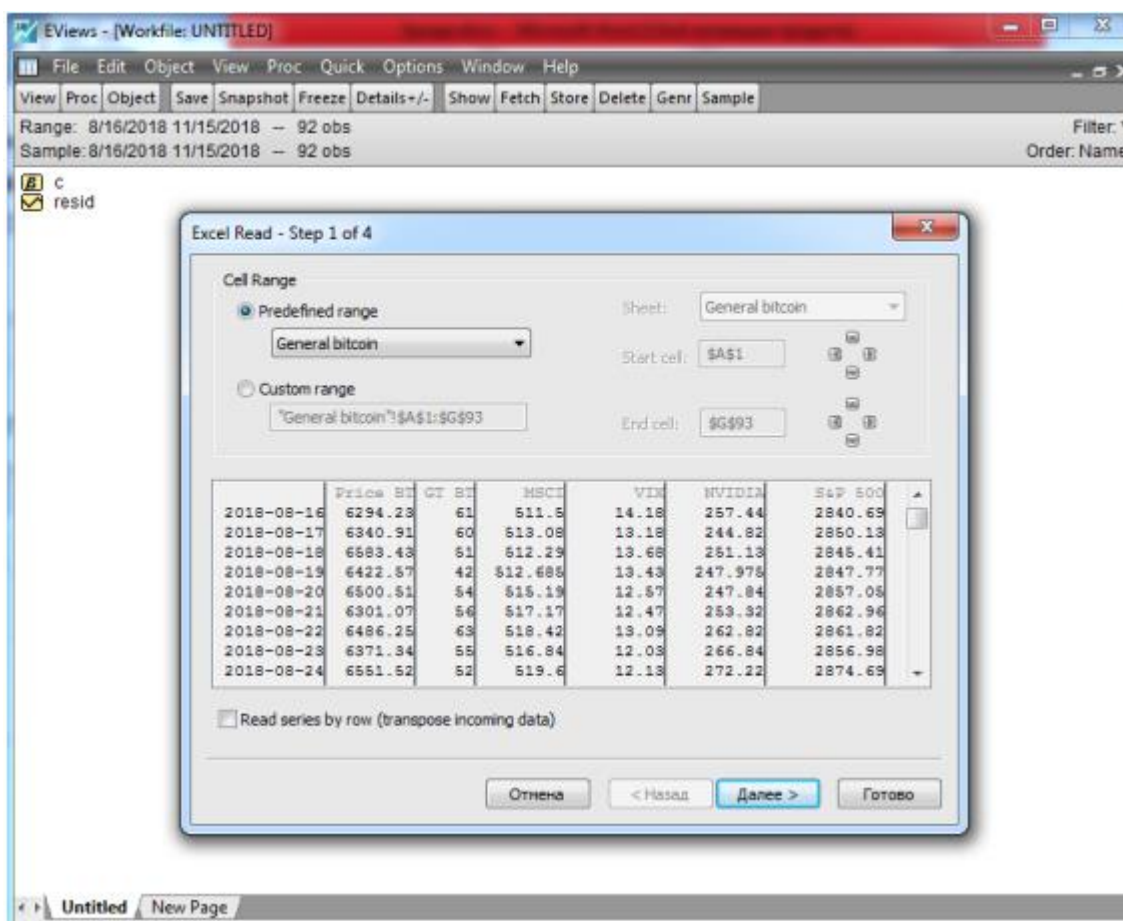 EViews - [Workfile: UNTITLED]
File Edit Object View Proc Quick Options Window Help
View Proc Object Save Snapshot Freeze Details+/- Show Fetch Store Delete Genr Sample
Range: 8/16/2018 11/15/2018 -- 92 obs Filter: *
Sample: 8/16/2018 11/15/2018 -- 92 obs Order: Name
c
resid
Excel Read - Step 1 of 4
Cell Range
Predefined range Sheet: General bitcoin
General bitcoin
Start cell: $A$1
Custom range
"General bitcoin"!$A$1:$G$93
End cell: $G$93
Price BT GT BT MSCI VIX NVIDIA S&P 500
2018-08-16 6294.23 61 511.5 14.18 257.44 2840.69
2018-08-17 6340.91 60 513.08 13.18 244.82 2850.13
2018-08-18 6583.43 51 512.29 13.68 251.13 2845.41
2018-08-19 6422.57 42 512.685 13.43 247.975 2847.77
2018-08-20 6500.51 54 515.19 12.57 247.84 2857.05
2018-08-21 6301.07 56 517.17 12.47 253.32 2862.96
2018-08-22 6486.25 63 518.42 13.09 262.82 2861.82
2018-08-23 6371.34 55 516.84 12.03 266.84 2856.98
2018-08-24 6551.52 52 519.6 12.13 272.22 2874.69
Read series by row (transpose incoming data)
Отмена < Назад Далее > Готово
Untitled New Page